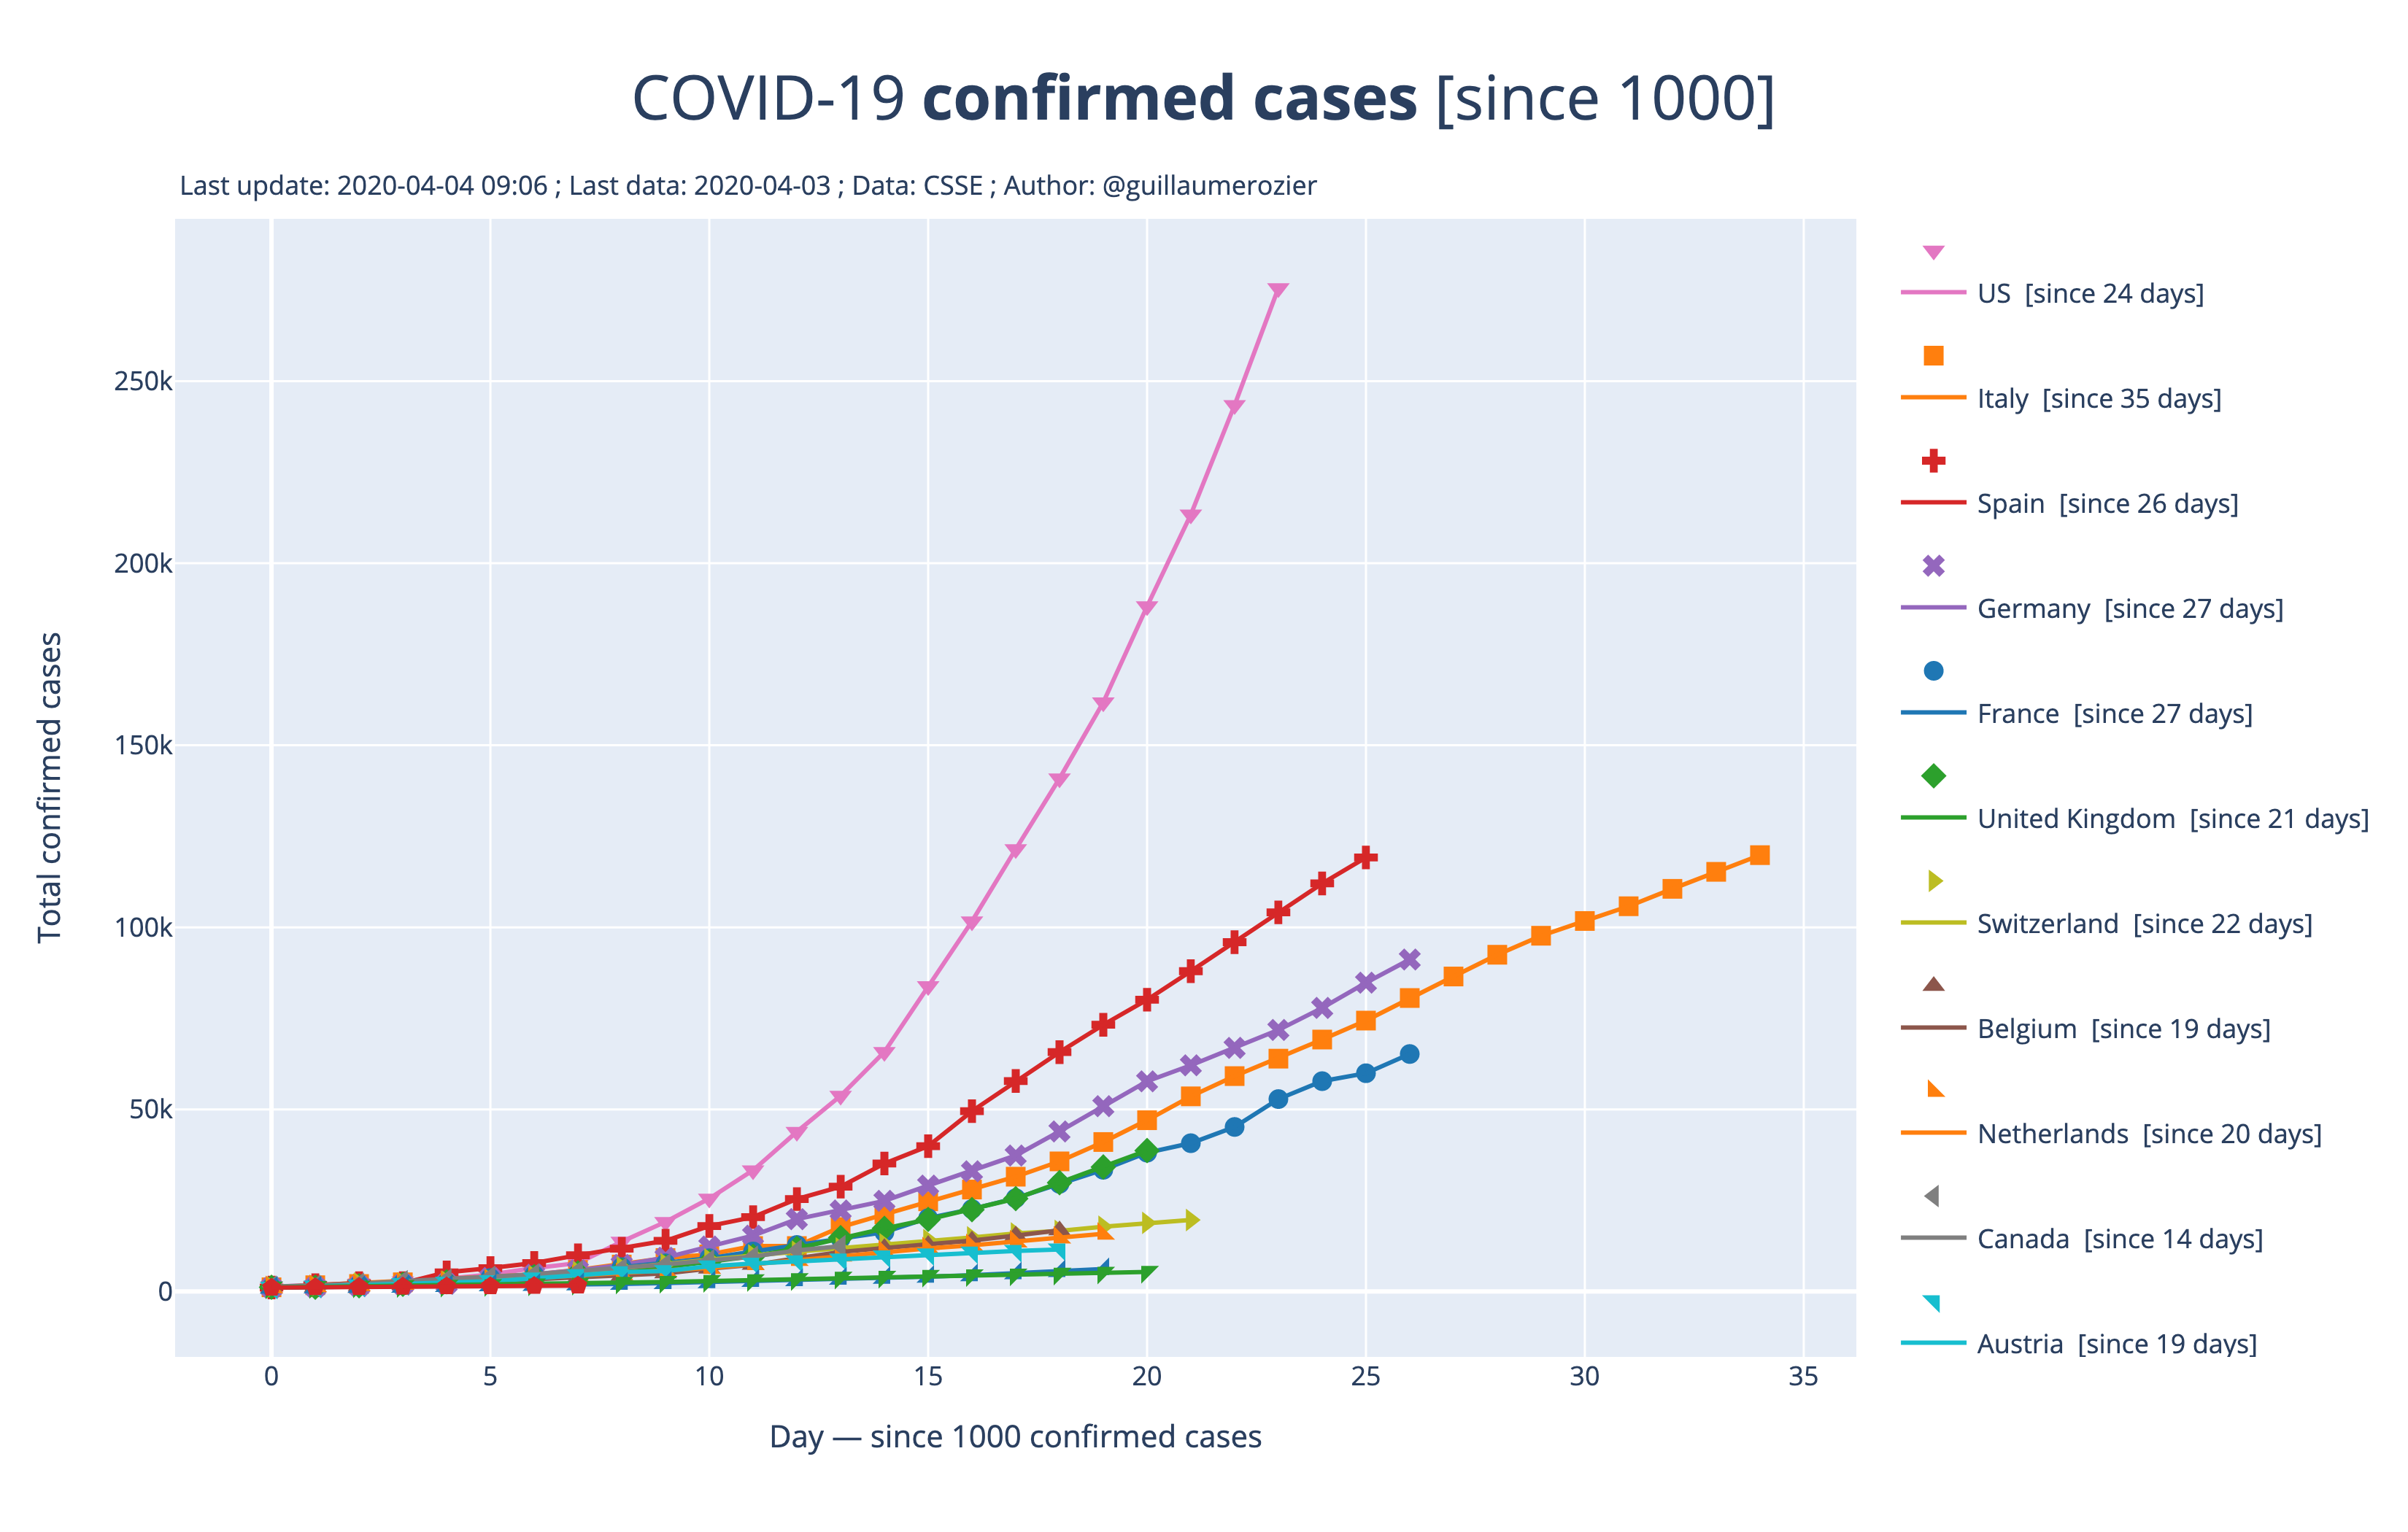 COVID-19 confirmed cases [since 1000]
Last update: 2020-04-04 09:06 ; Last data: 2020-04-03 ; Data: CSSE ; Author: @guillaumerozier
Total confirmed cases
250k
200k
150k
100k
50k
0
0 5 10 15 20 25 30 35
Day — since 1000 confirmed cases
US [since 24 days]
Italy [since 35 days]
Spain [since 26 days]
Germany [since 27 days]
France [since 27 days]
United Kingdom [since 21 days]
Switzerland [since 22 days]
Belgium [since 19 days]
Netherlands [since 20 days]
Canada [since 14 days]
Austria [since 19 days]